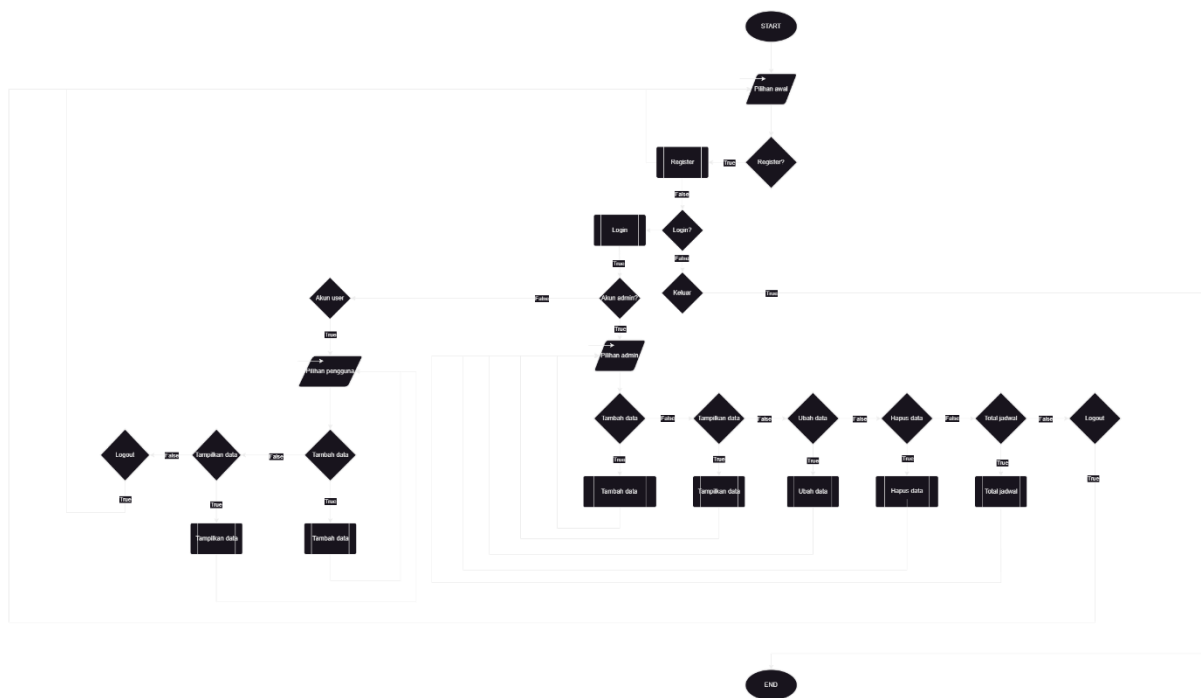 START
Pilihan awal
Register
True
Register?
False
Login
Login?
True
False
Akun user
False
Akun admin?
Keluar
True
True
True
Pilihan pengguna
Pilihan admin
Tambah data
False
Tampilkan data
False
Ubah data
False
Hapus data
False
Total jadwal
False
Logout
Logout
False
Tampilkan data
False
Tambah data
True
True
True
True
True
True
True
True
True
Tambah data
Tampilkan data
Ubah data
Hapus data
Total jadwal
Tampilkan data
Tambah data
END